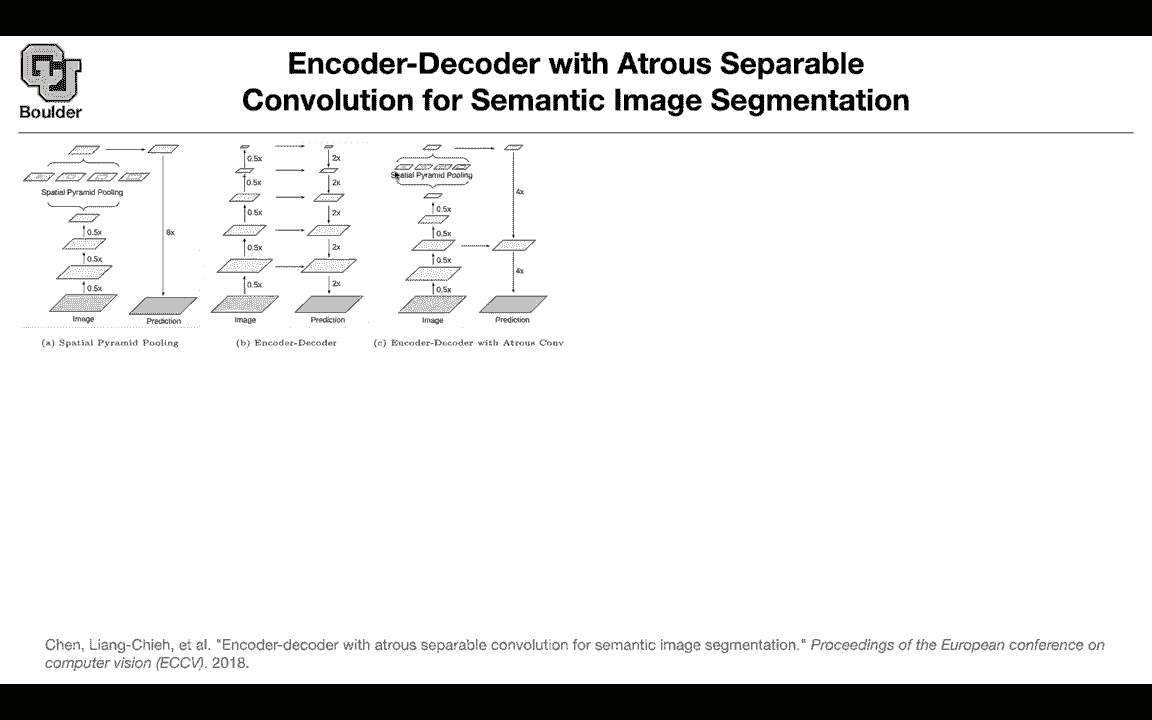 Boulder
Encoder-Decoder with Atrous Separable
Convolution for Semantic Image Segmentation
Spatial Pyramid Pooling
0.5x
0.5x
0.5x
8x
Image
Prediction
(a) Spatial Pyramid Pooling
0.5x
0.5x
0.5x
0.5x
0.5x
2x
2x
2x
2x
2x
Image
Prediction
(b) Encoder-Decoder
Spatial Pyramid Pooling
0.5x
0.5x
0.5x
0.5x
4x
4x
Image
Prediction
(c) Encoder-Decoder with Atrous Conv
Chen, Liang-Chieh, et al. "Encoder-decoder with atrous separable convolution for semantic image segmentation." Proceedings of the European conference on
computer vision (ECCV). 2018.